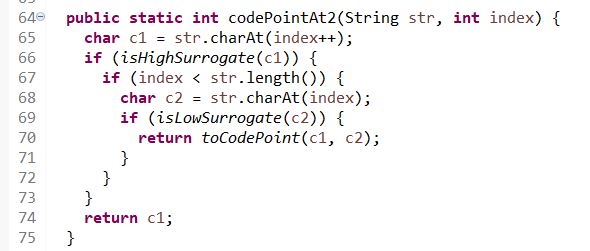 64 public static int codePointAt2(String str, int index) {
65 char c1 = str.charAt(index++);
66 if (isHighSurrogate(c1)) {
67 if (index < str.length()) {
68 char c2 = str.charAt(index);
69 if (isLowSurrogate(c2)) {
70 return toCodePoint(c1, c2);
71 }
72 }
73 }
74 return c1;
75 }